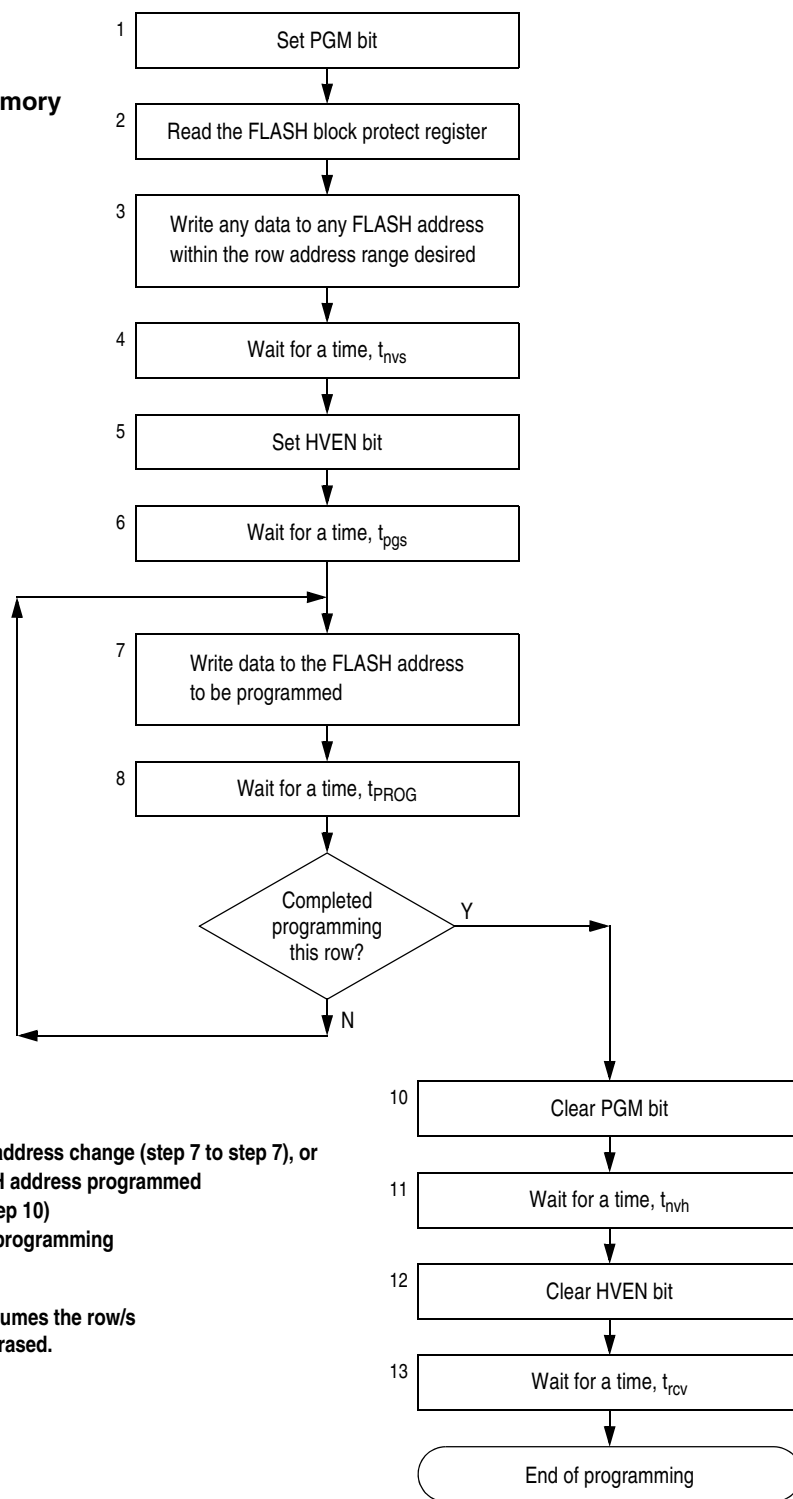 1
Set PGM bit
mory
2
Read the FLASH block protect register
3
Write any data to any FLASH address
within the row address range desired
4
Wait for a time, tnvs
5
Set HVEN bit
6
Wait for a time, tpgs
7
Write data to the FLASH address
to be programmed
8
Wait for a time, tPROG
Completed
programming
this row?
Y
N
10
Clear PGM bit
address change (step 7 to step 7), or
H address programmed
ep 10)
programming
11
Wait for a time, tnvh
12
Clear HVEN bit
umes the row/s
rased.
13
Wait for a time, trcv
End of programming